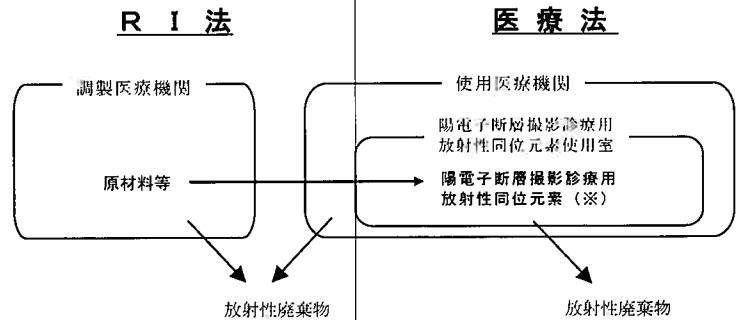 ＲＩ法
医療法
調製医療機関
使用医療機関
陽電子断層撮影診療用
放射性同位元素使用室
原材料等
陽電子断層撮影診療用
放射性同位元素（※）
放射性廃棄物
放射性廃棄物